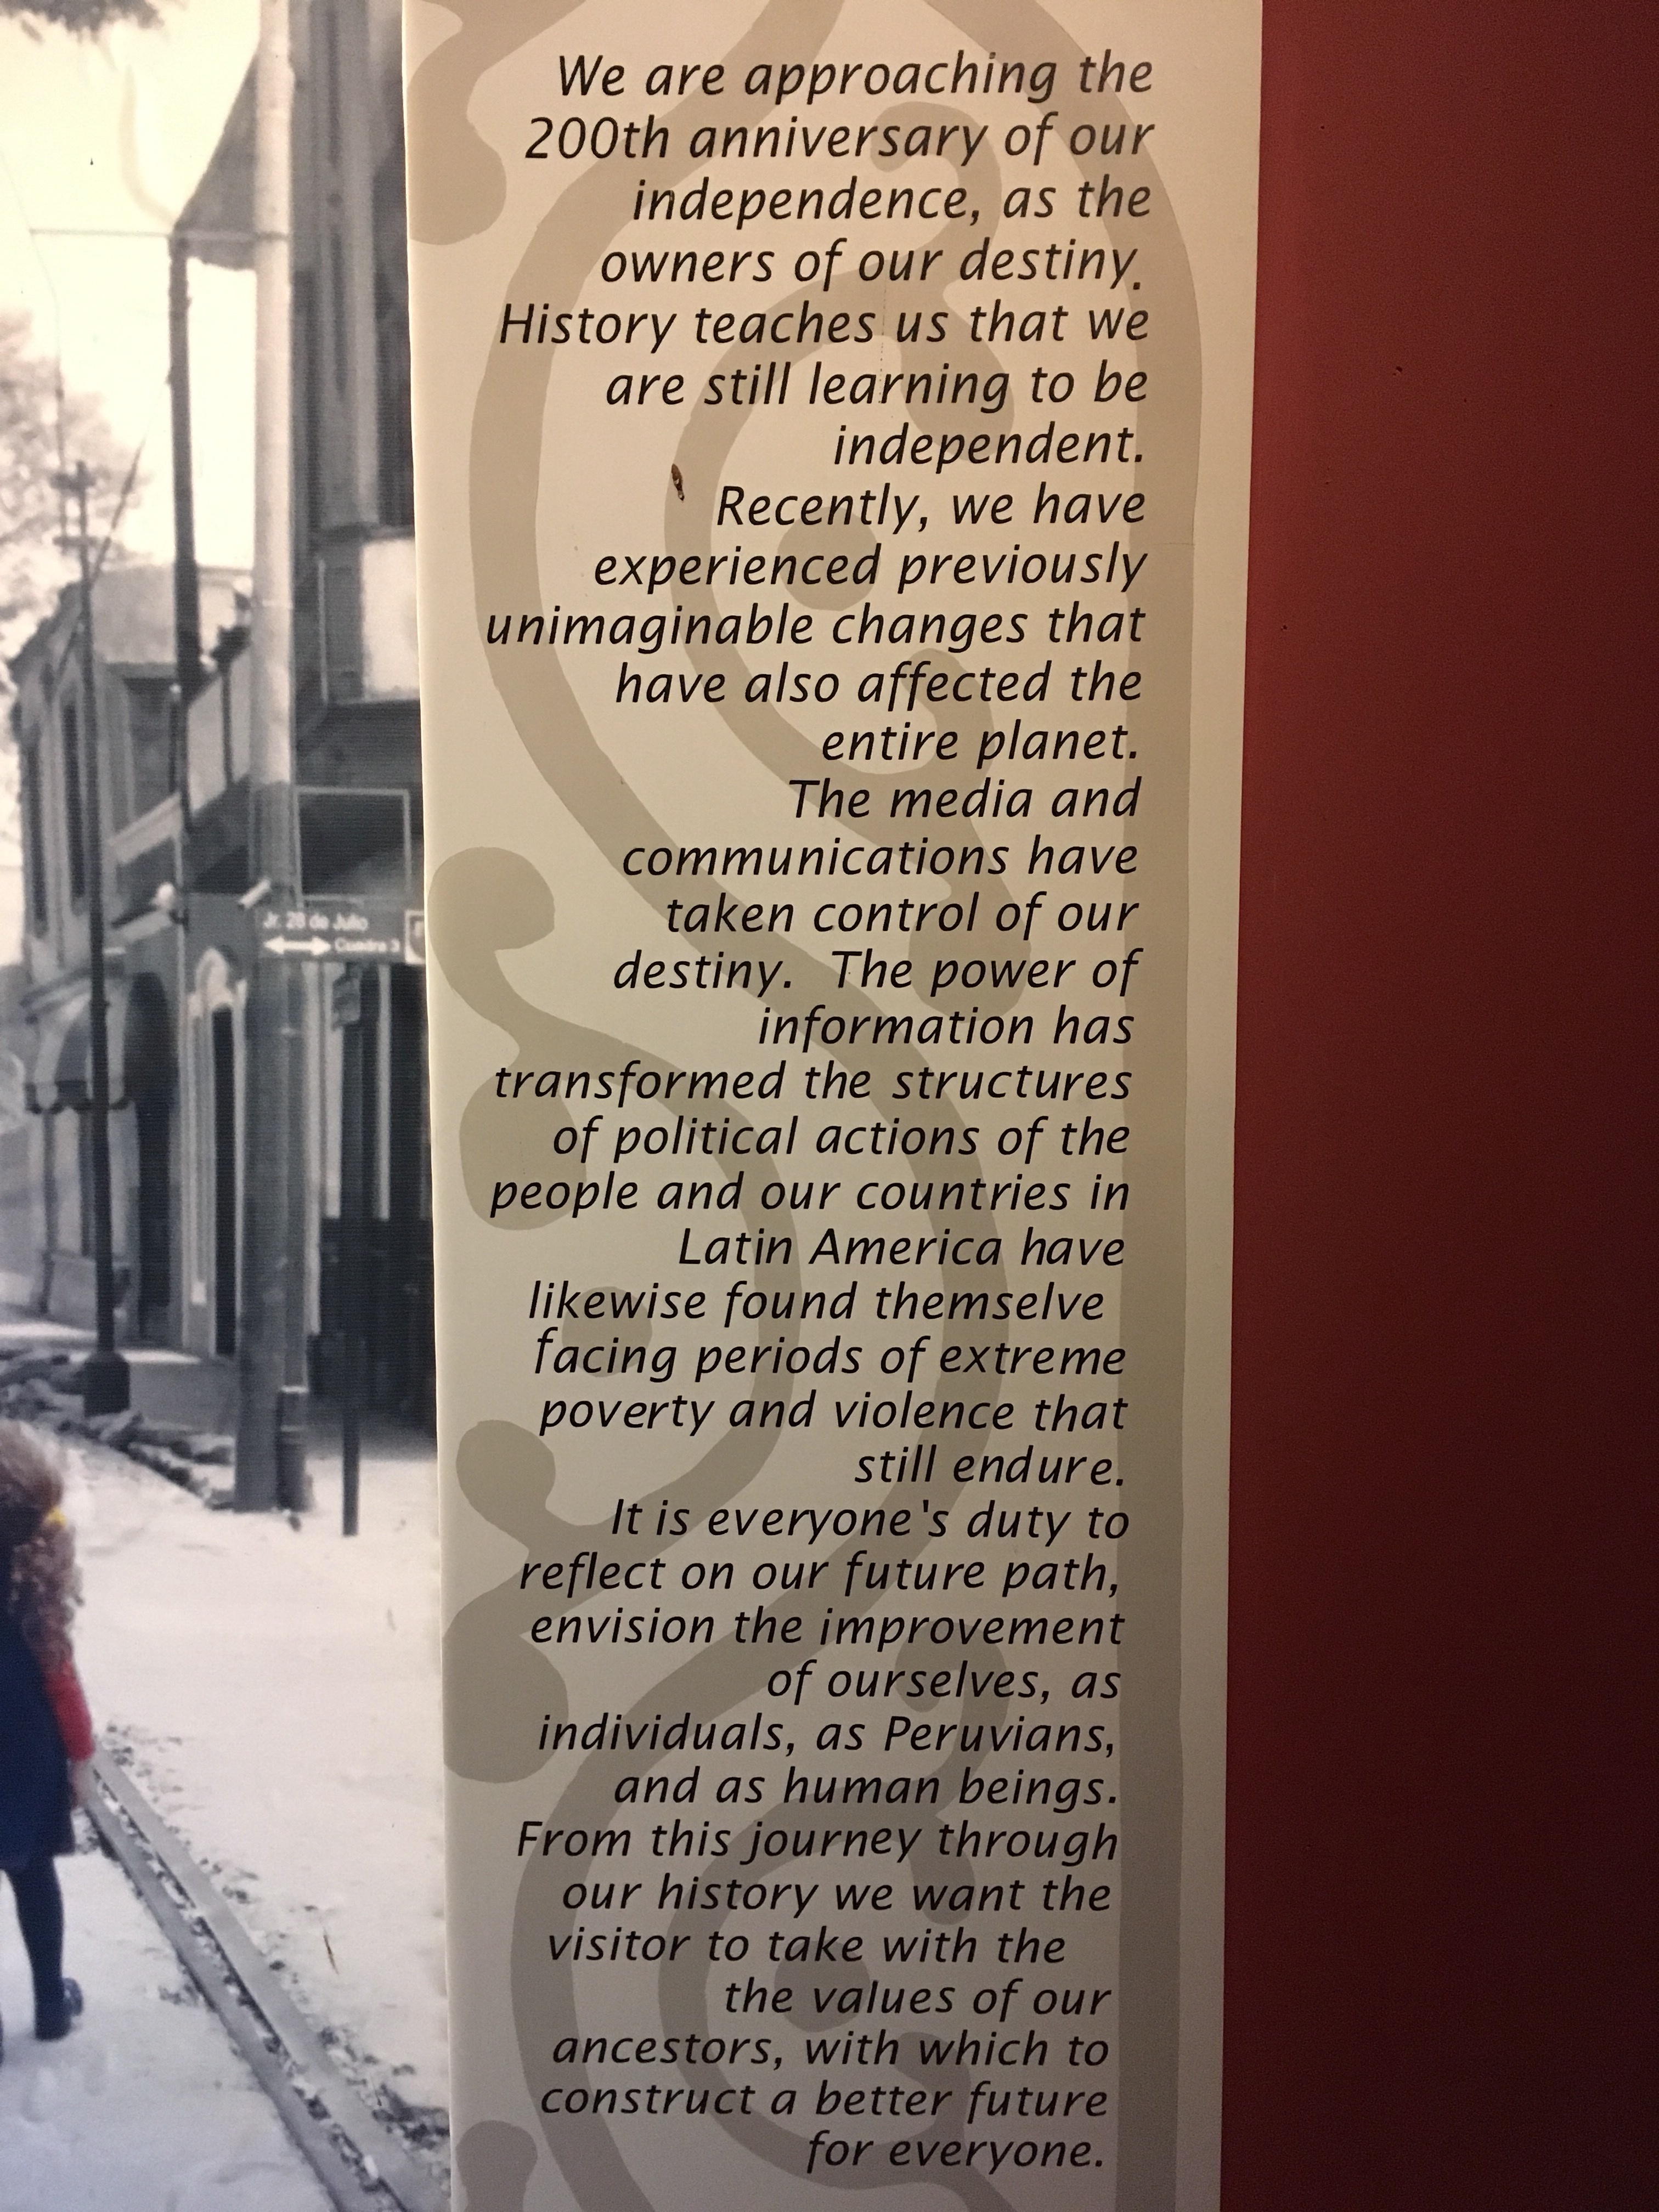 We are approaching the
200th anniversary of our
independence, as the
owners of our destiny.
History teaches us that we
are still learning to be
independent.
Recently, we have
experienced previously
unimaginable changes that
have also affected the
entire planet.
The media and
communications have
taken control of our
destiny.  The power of
information has
transformed the structures
of political actions of the
people and our countries in
Latin America have
likewise found themselve
facing periods of extreme
poverty and violence that
still endure.
It is everyone's duty to
reflect on our future path,
envision the improvement
of ourselves, as
individuals, as Peruvians,
and as human beings.
From this journey through
our history we want the
visitor to take with the
the values of our
ancestors, with which to
construct a better future
for everyone.
Jr. 28 de Julio
Cuadra 3